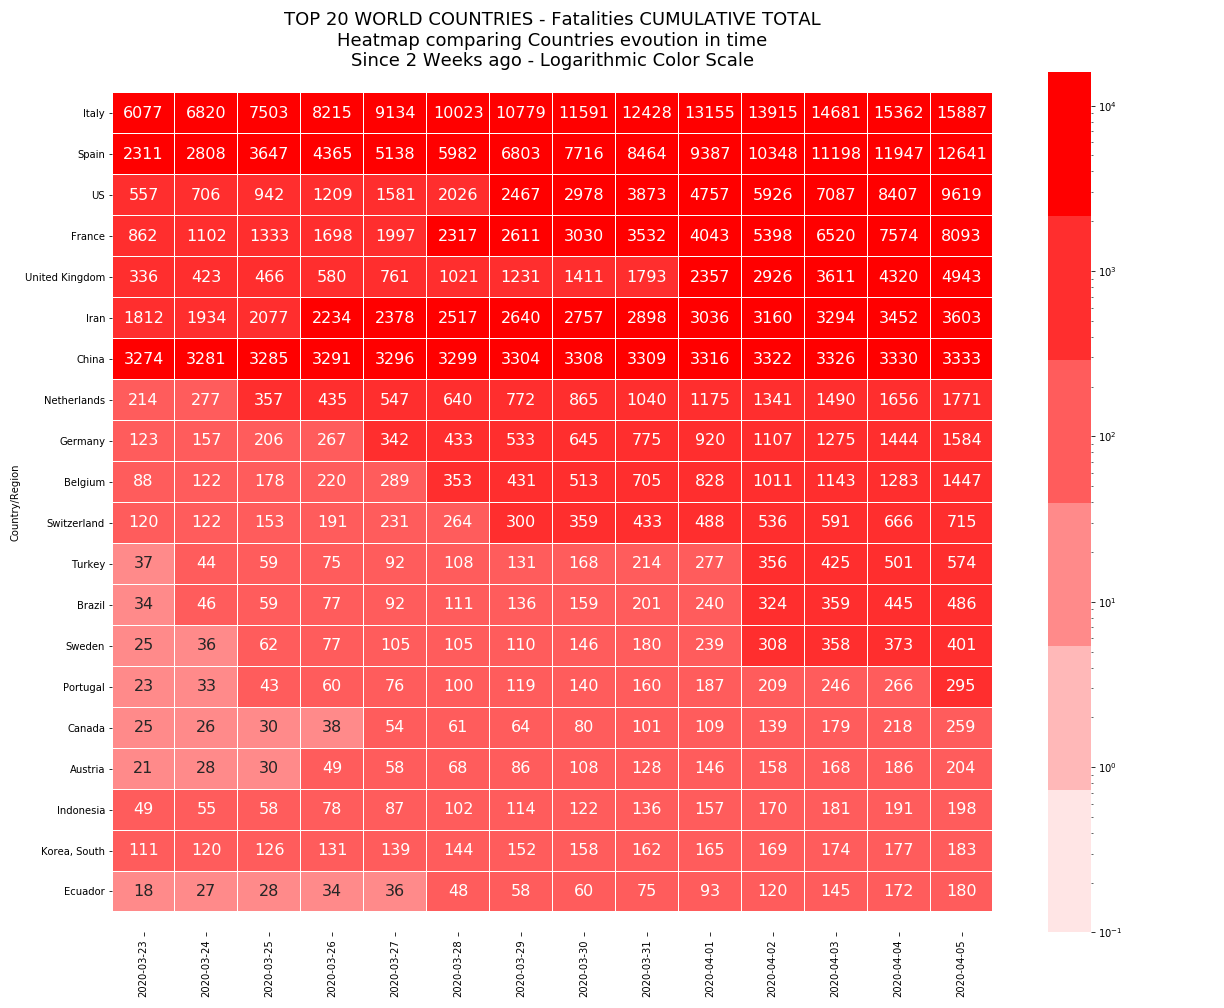 TOP 20 WORLD COUNTRIES - Fatalities CUMULATIVE TOTAL
Heatmap comparing Countries evoution in time
Since 2 Weeks ago - Logarithmic Color Scale
Country/Region
Italy 6077 6820 7503 8215 9134 10023 10779 11591 12428 13155 13915 14681 15362 15887
Spain 2311 2808 3647 4365 5138 5982 6803 7716 8464 9387 10348 11198 11947 12641
US 557 706 942 1209 1581 2026 2467 2978 3873 4757 5926 7087 8407 9619
France 862 1102 1333 1698 1997 2317 2611 3030 3532 4043 5398 6520 7574 8093
United Kingdom 336 423 466 580 761 1021 1231 1411 1793 2357 2926 3611 4320 4943
Iran 1812 1934 2077 2234 2378 2517 2640 2757 2898 3036 3160 3294 3452 3603
China 3274 3281 3285 3291 3296 3299 3304 3308 3309 3316 3322 3326 3330 3333
Netherlands 214 277 357 435 547 640 772 865 1040 1175 1341 1490 1656 1771
Germany 123 157 206 267 342 433 533 645 775 920 1107 1275 1444 1584
Belgium 88 122 178 220 289 353 431 513 705 828 1011 1143 1283 1447
Switzerland 120 122 153 191 231 264 300 359 433 488 536 591 666 715
Turkey 37 44 59 75 92 108 131 168 214 277 356 425 501 574
Brazil 34 46 59 77 92 111 136 159 201 240 324 359 445 486
Sweden 25 36 62 77 105 105 110 146 180 239 308 358 373 401
Portugal 23 33 43 60 76 100 119 140 160 187 209 246 266 295
Canada 25 26 30 38 54 61 64 80 101 109 139 179 218 259
Austria 21 28 30 49 58 68 86 108 128 146 158 168 186 204
Indonesia 49 55 58 78 87 102 114 122 136 157 170 181 191 198
Korea, South 111 120 126 131 139 144 152 158 162 165 169 174 177 183
Ecuador 18 27 28 34 36 48 58 60 75 93 120 145 172 180
2020-03-23 2020-03-24 2020-03-25 2020-03-26 2020-03-27 2020-03-28 2020-03-29 2020-03-30 2020-03-31 2020-04-01 2020-04-02 2020-04-03 2020-04-04 2020-04-05
10⁴
10³
10²
10¹
10⁰
10⁻¹